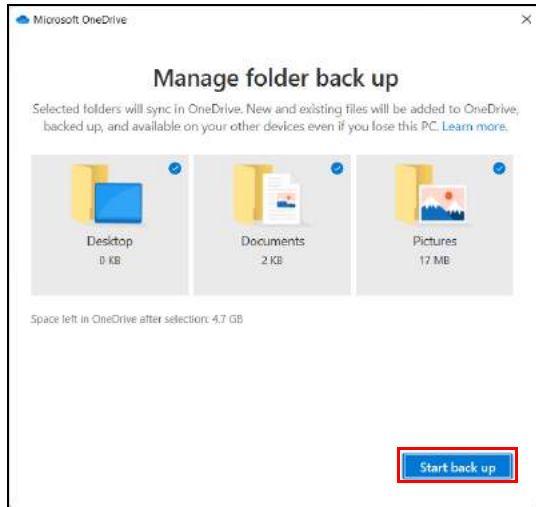 Microsoft OneDrive
Manage folder back up
Selected folders will sync in OneDrive. New and existing files will be added to OneDrive,
backed up, and available on your other devices even if you lose this PC. Learn more.
Desktop
0 KB
Documents
2 KB
Pictures
17 MB
Space left in OneDrive after selection: 4.7 GB
Start back up